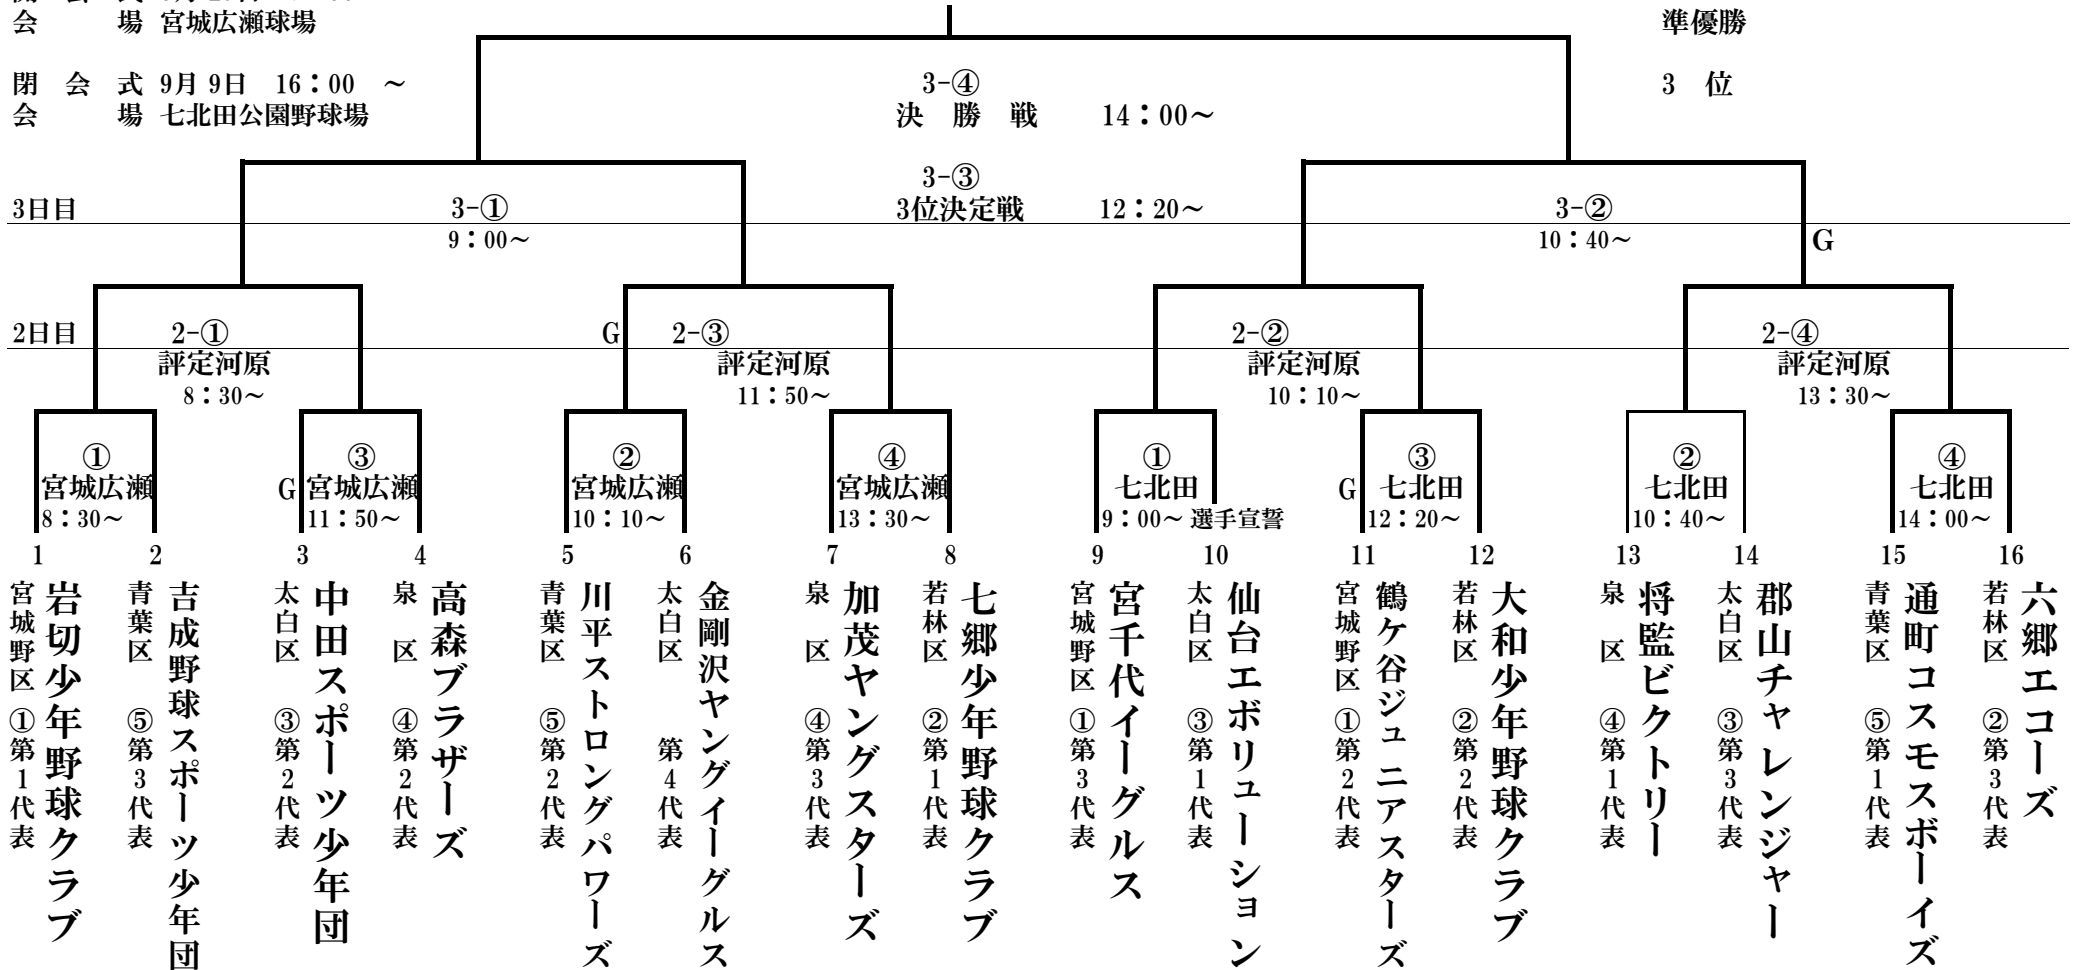 会　場 宮城広瀬球場
準優勝
閉 会 式 9月 9日 16：00 ～
会　場 七北田公園野球場
3 位
3-④
決 勝 戦 14：00～
3-③
3位決定戦 12：20～
3日目
3-①
9：00～
3-②
10：40～
G
2日目
2-①
評定河原
8：30～
G
2-③
評定河原
11：50～
2-②
評定河原
10：10～
2-④
評定河原
13：30～
①
宮城広瀬
8：30～
G
③
宮城広瀬
11：50～
②
宮城広瀬
10：10～
④
宮城広瀬
13：30～
①
七北田
9：00～ 選手宣誓
G
③
七北田
12：20～
②
七北田
10：40～
④
七北田
14：00～
1
岩切少年野球クラブ
宮城野区①第1代表
2
吉成野球スポーツ少年団
青葉区 ⑤第3代表
3
中田スポーツ少年団
太白区 ③第2代表
4
高森ブラザーズ
泉 区 ④第2代表
5
川平ストロングパワーズ
青葉区 ⑤第2代表
6
金剛沢ヤングイーグルス
太白区 第4代表
7
加茂ヤングスターズ
泉 区 ④第3代表
8
七郷少年野球クラブ
若林区 ②第1代表
9
宮千代イーグルス
宮城野区①第3代表
10
仙台エボリューション
太白区 ③第1代表
11
鶴ケ谷ジュニアスターズ
宮城野区①第2代表
12
大和少年野球クラブ
若林区 ②第2代表
13
将監ビクトリー
泉 区 ④第1代表
14
郡山チャレンジャー
太白区 ③第3代表
15
通町コスモスボーイズ
青葉区 ⑤第1代表
16
六郷エコーズ
若林区 ②第3代表